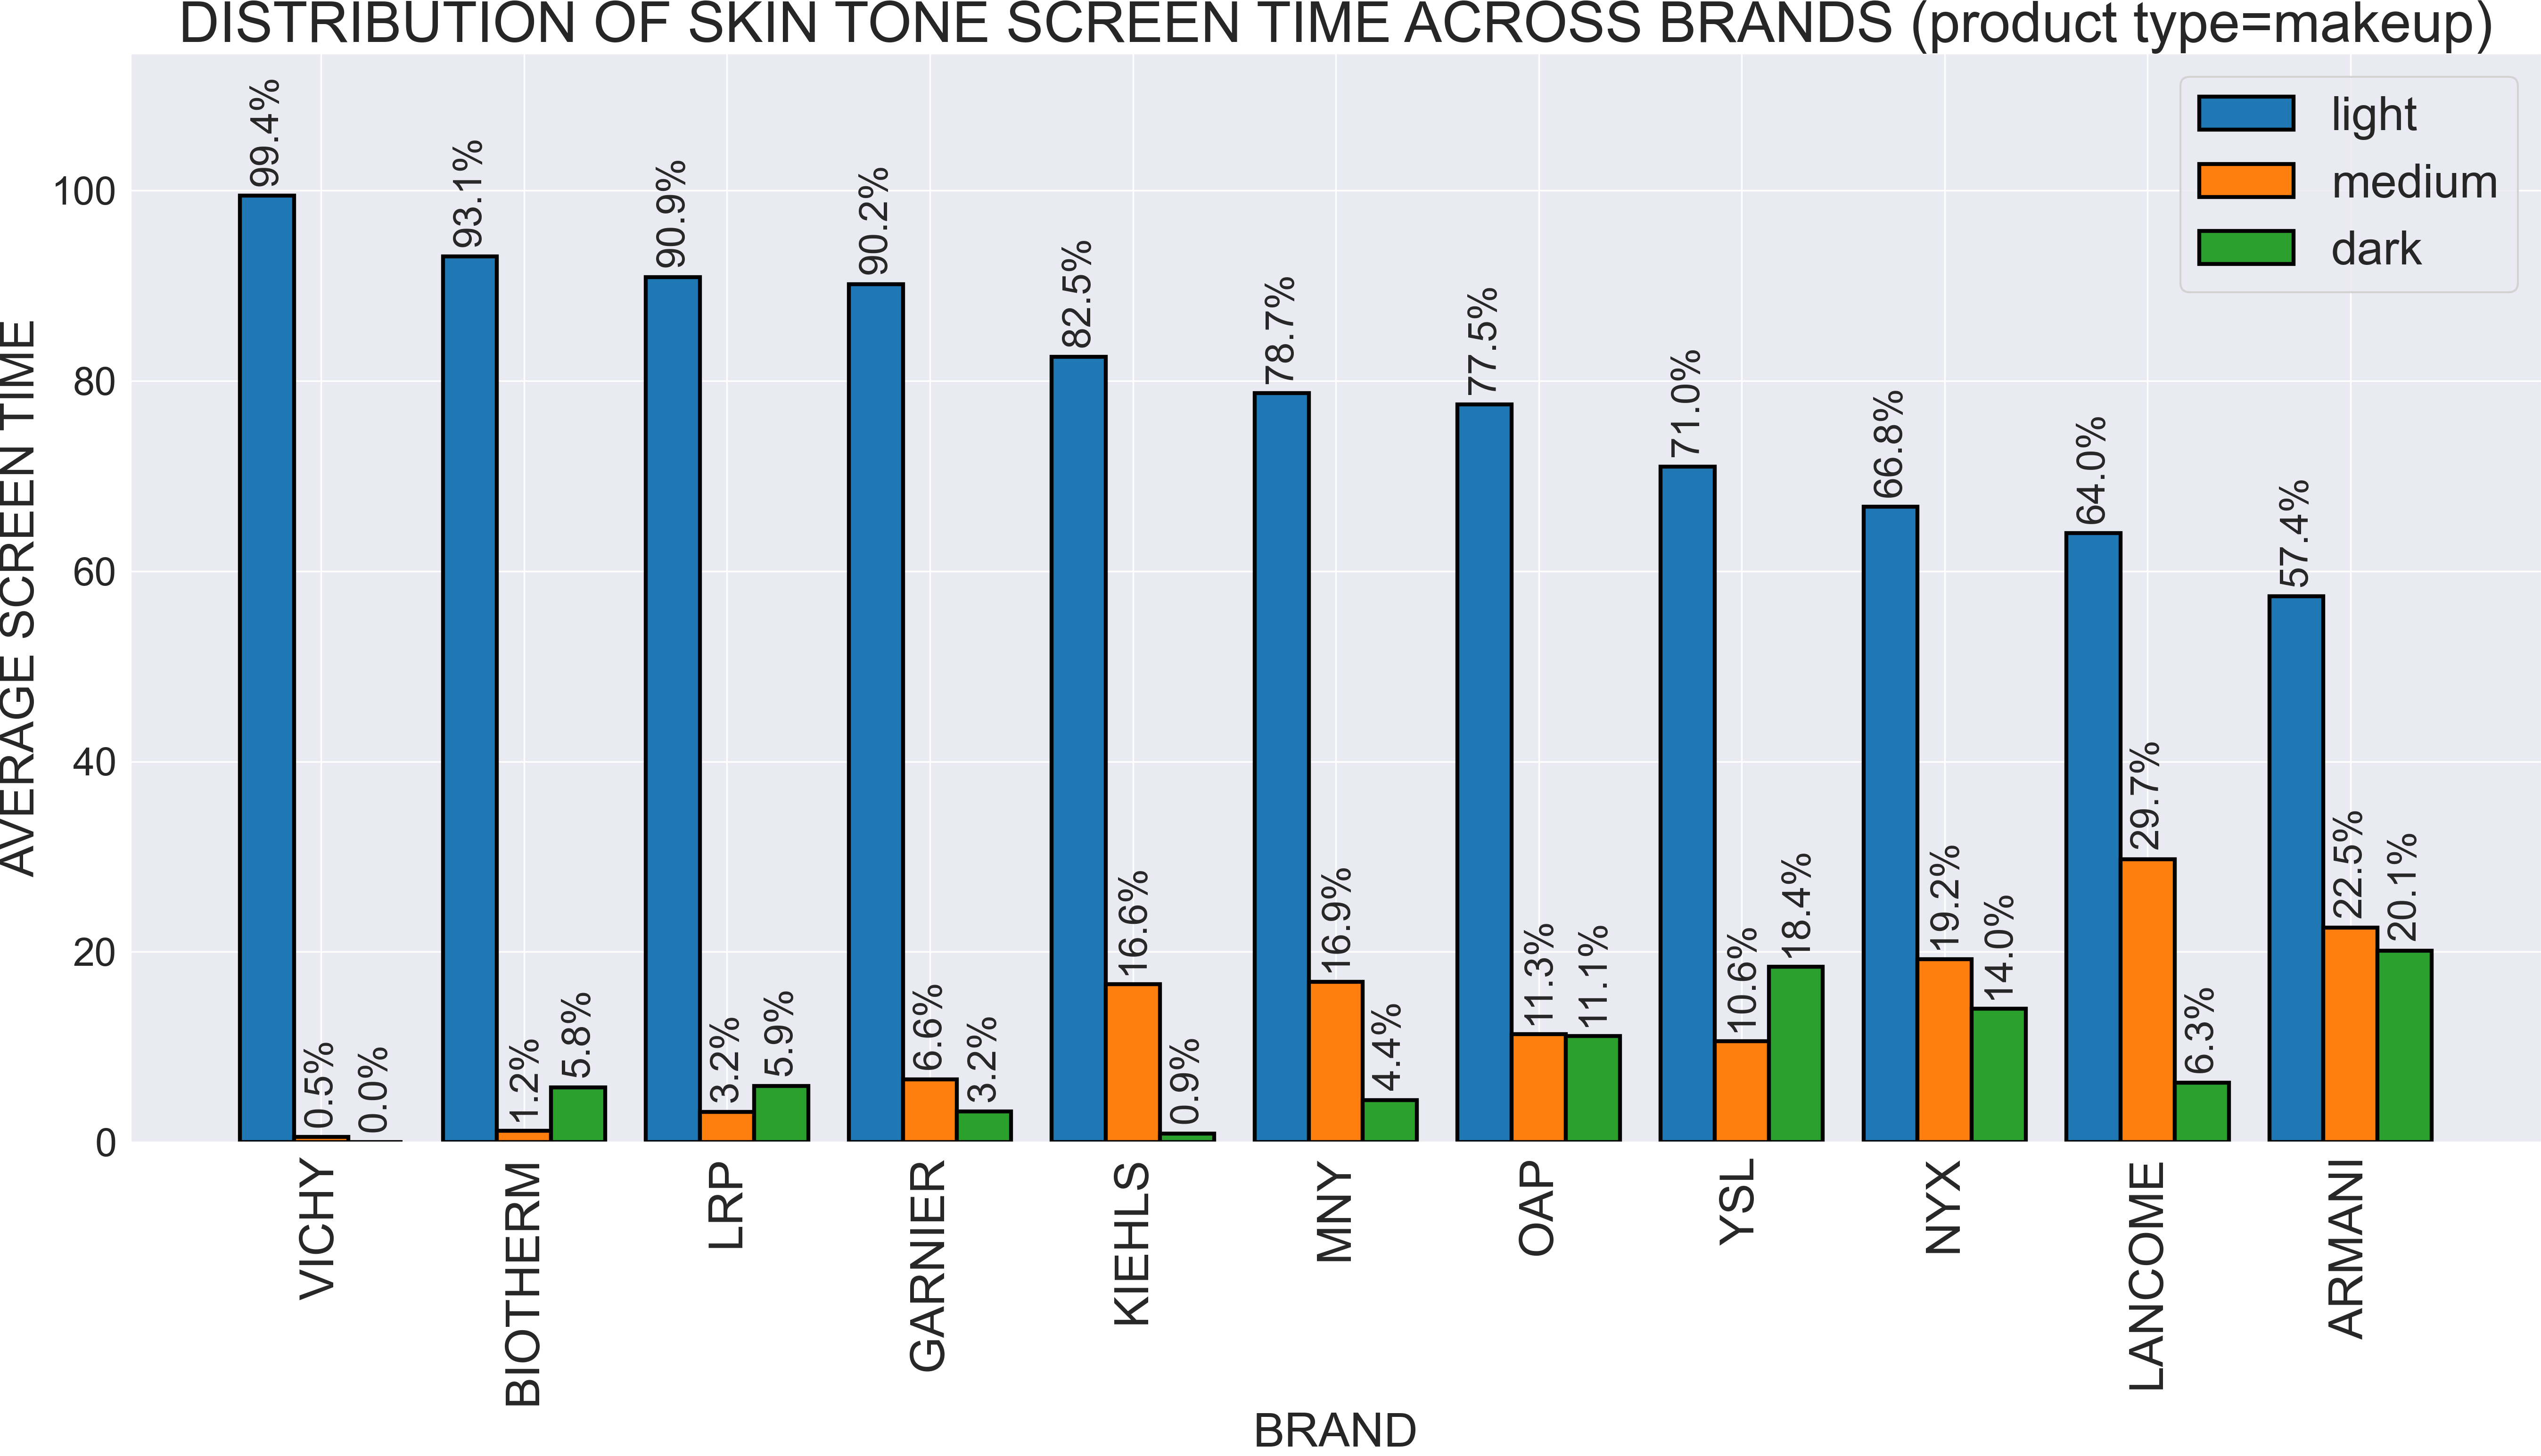 DISTRIBUTION OF SKIN TONE SCREEN TIME ACROSS BRANDS (product type=makeup)
light
medium
dark
AVERAGE SCREEN TIME
100
80
60
40
20
0
99.4%
0.5%
0.0%
93.1%
1.2%
5.8%
90.9%
3.2%
5.9%
90.2%
6.6%
3.2%
82.5%
16.6%
0.9%
78.7%
16.9%
4.4%
77.5%
11.3%
11.1%
71.0%
10.6%
18.4%
66.8%
19.2%
14.0%
64.0%
29.7%
6.3%
57.4%
22.5%
20.1%
VICHY
BIOTHERM
LRP
GARNIER
KIEHLS
MNY
OAP
YSL
NYX
LANCOME
ARMANI
BRAND